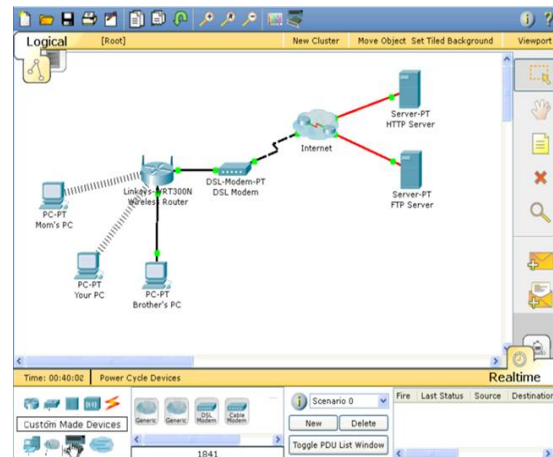 Logical [Root] New Cluster Move Object Set Tiled Background Viewport
Server-PT
HTTP Server
Internet
Linksys-WRT300N
Wireless Router
DSL-Modem-PT
DSL Modem
Server-PT
FTP Server
PC-PT
Mom's PC
PC-PT
Your PC
PC-PT
Brother's PC
Time: 00:40:02 Power Cycle Devices Realtime
Custom Made Devices
Generic Generic DSL Modem Cable Modem
1841
Scenario 0
New Delete
Toggle PDU List Window
Fire Last Status Source Destination